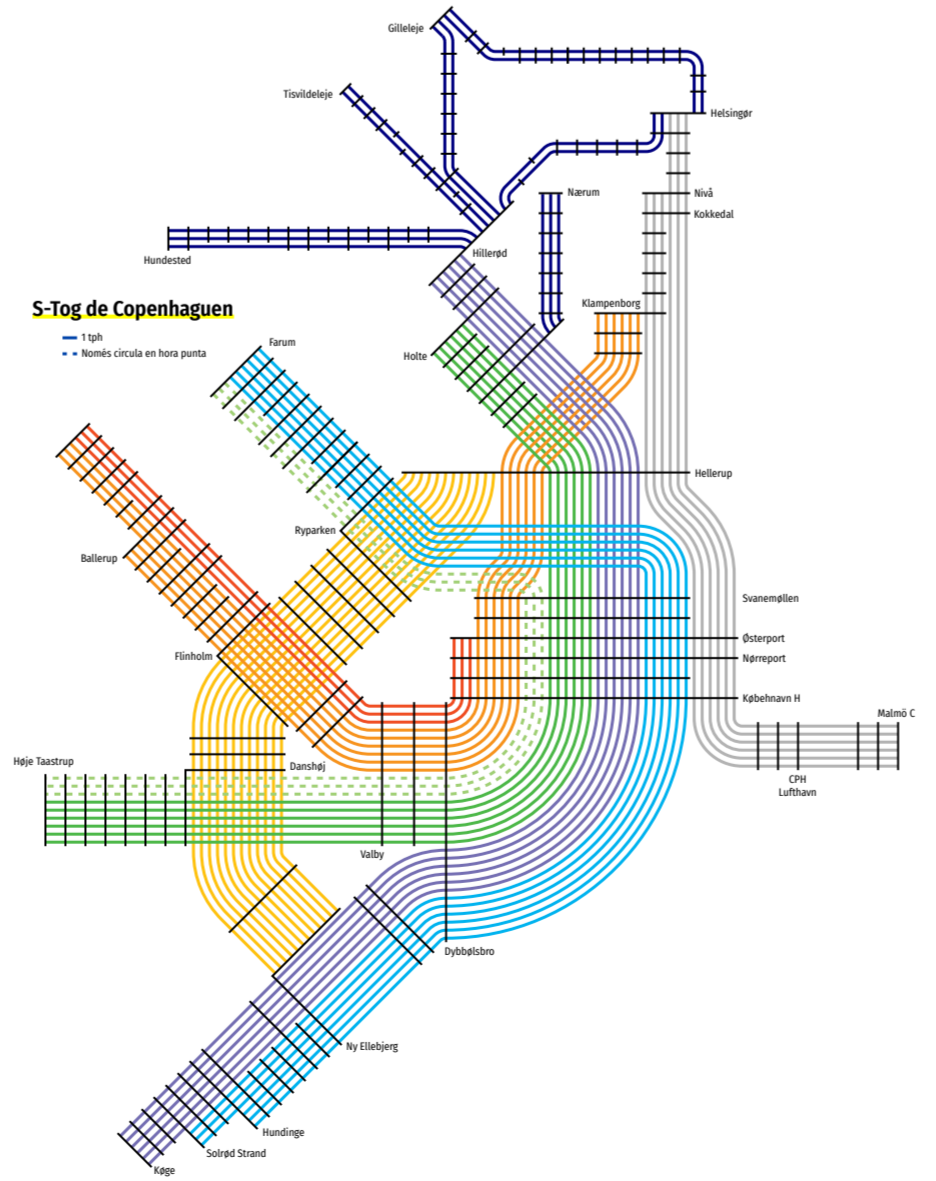 Gilleleje
Tisvildeleje
Helsingør
Nærum
Nivå
Kokkedal
Hillerød
Hundested
S-Tog de Copenhaguen
1 tph
Només circula en hora punta
Klampenborg
Farum
Holte
Hellerup
Ryparken
Ballerup
Svanemøllen
Østerport
Flinholm
Nørreport
Købehnavn H
Malmö C
Høje Taastrup
Danshøj
CPH
Lufthavn
Valby
Dybbølsbro
Ny Ellebjerg
Hundinge
Solrød Strand
Køge